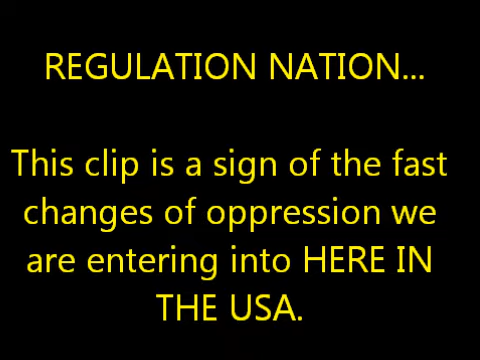 REGULATION NATION...
This clip is a sign of the fast
changes of oppression we
are entering into HERE IN
THE USA.